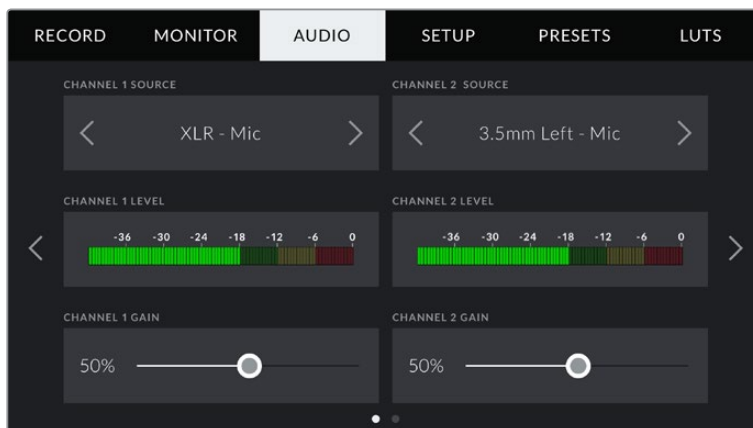 RECORD MONITOR AUDIO SETUP PRESETS LUTS
CHANNEL 1 SOURCE CHANNEL 2 SOURCE
XLR - Mic 3.5mm Left - Mic
CHANNEL 1 LEVEL CHANNEL 2 LEVEL
-36 -30 -24 -18 -12 -6 0 -36 -30 -24 -18 -12 -6 0
CHANNEL 1 GAIN CHANNEL 2 GAIN
50% 50%